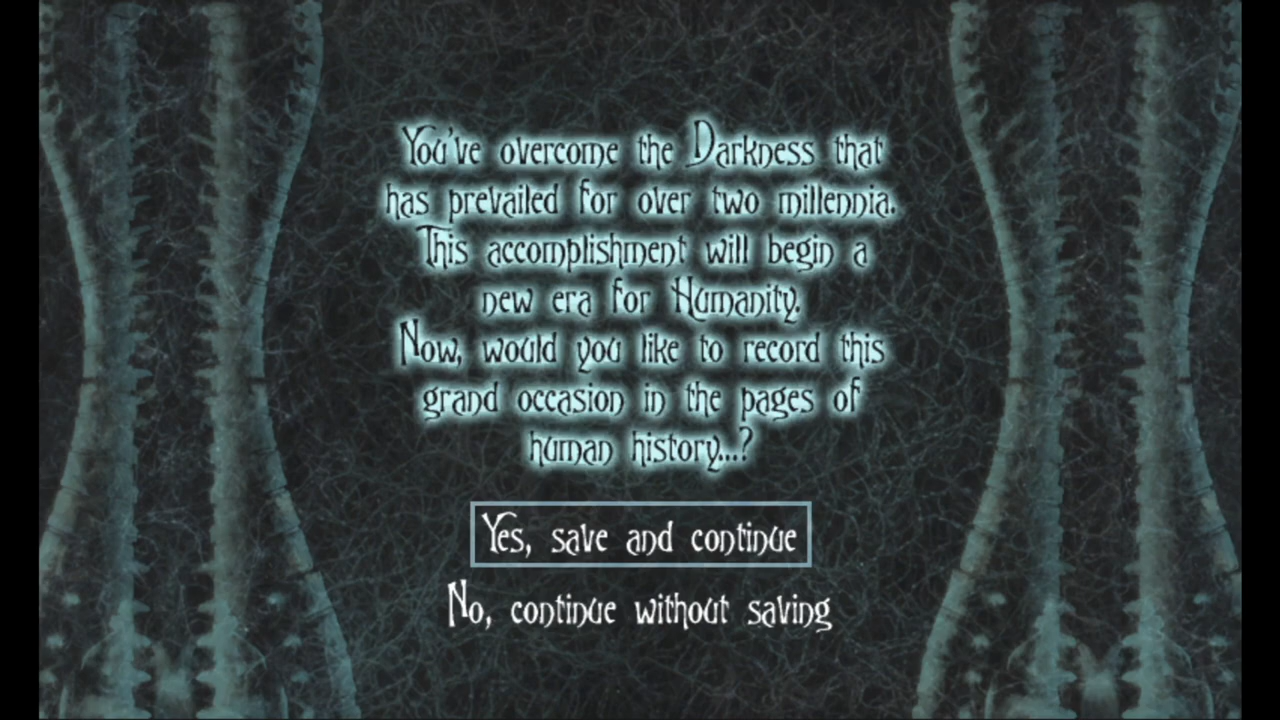 You've overcome the Darkness that
has prevailed for over two millennia.
This accomplishment will begin a
new era for Humanity.
Now, would you like to record this
grand occasion in the pages of
human history...?
Yes, save and continue
No, continue without saving